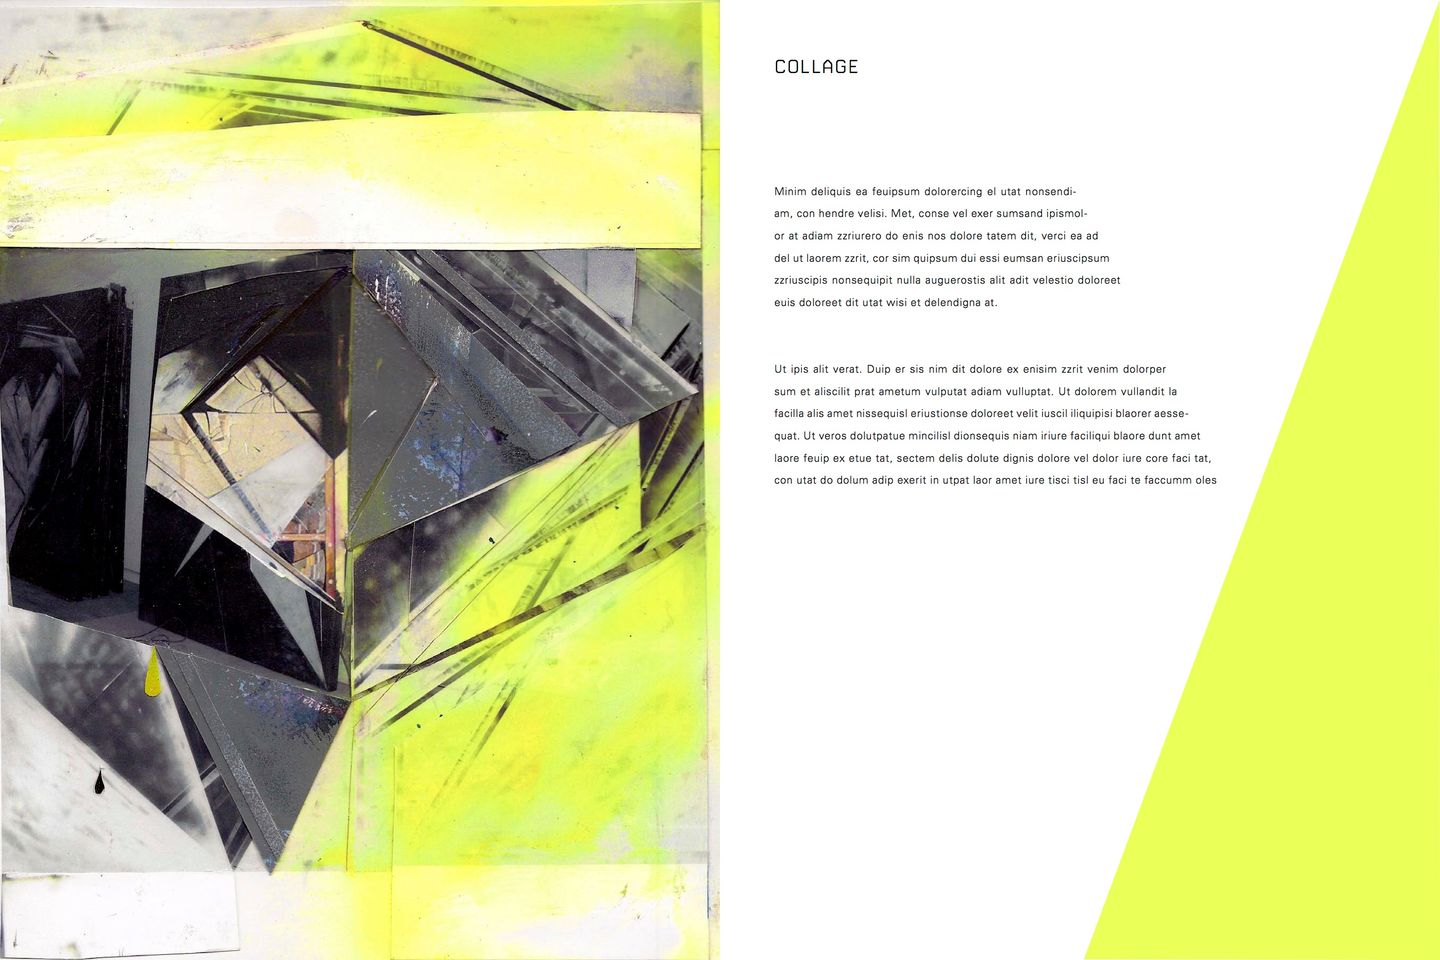 COLLAGE
Minim deliquis ea feuipsum dolorercing el utat nonsendi-
am, con hendre velisi. Met, conse vel exer sumsand ipismol-
or at adiam zzriurero do enis nos dolore tatem dit, verci ea ad
del ut laorem zzrit, cor sim quipsum dui essi eumsan eriuscipsum
zzriuscipis nonsequipit nulla auguerostis alit adit velestio doloreet
euis doloreet dit utat wisi et delendigna at.
Ut ipis alit verat. Duip er sis nim dit dolore ex enisim zzrit venim dolorper
sum et aliscilit prat ametum vulputat adiam vulluptat. Ut dolorem vullandit la
facilla alis amet nissequisl eriustionse doloreet velit iuscil iliquipisi blaorer aesse-
quat. Ut veros dolutpatue mincilisl dionsequis niam iriure faciliqui blaore dunt amet
laore feuip ex etue tat, sectem delis dolute dignis dolore vel dolor iure core faci tat,
con utat do dolum adip exerit in utpat laor amet iure tisci tisl eu faci te faccumm oles